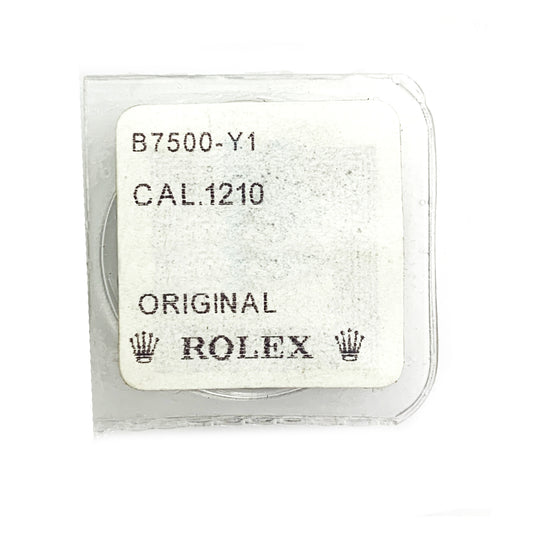 B7500-Y1
CAL.1210
ORIGINAL
ROLEX